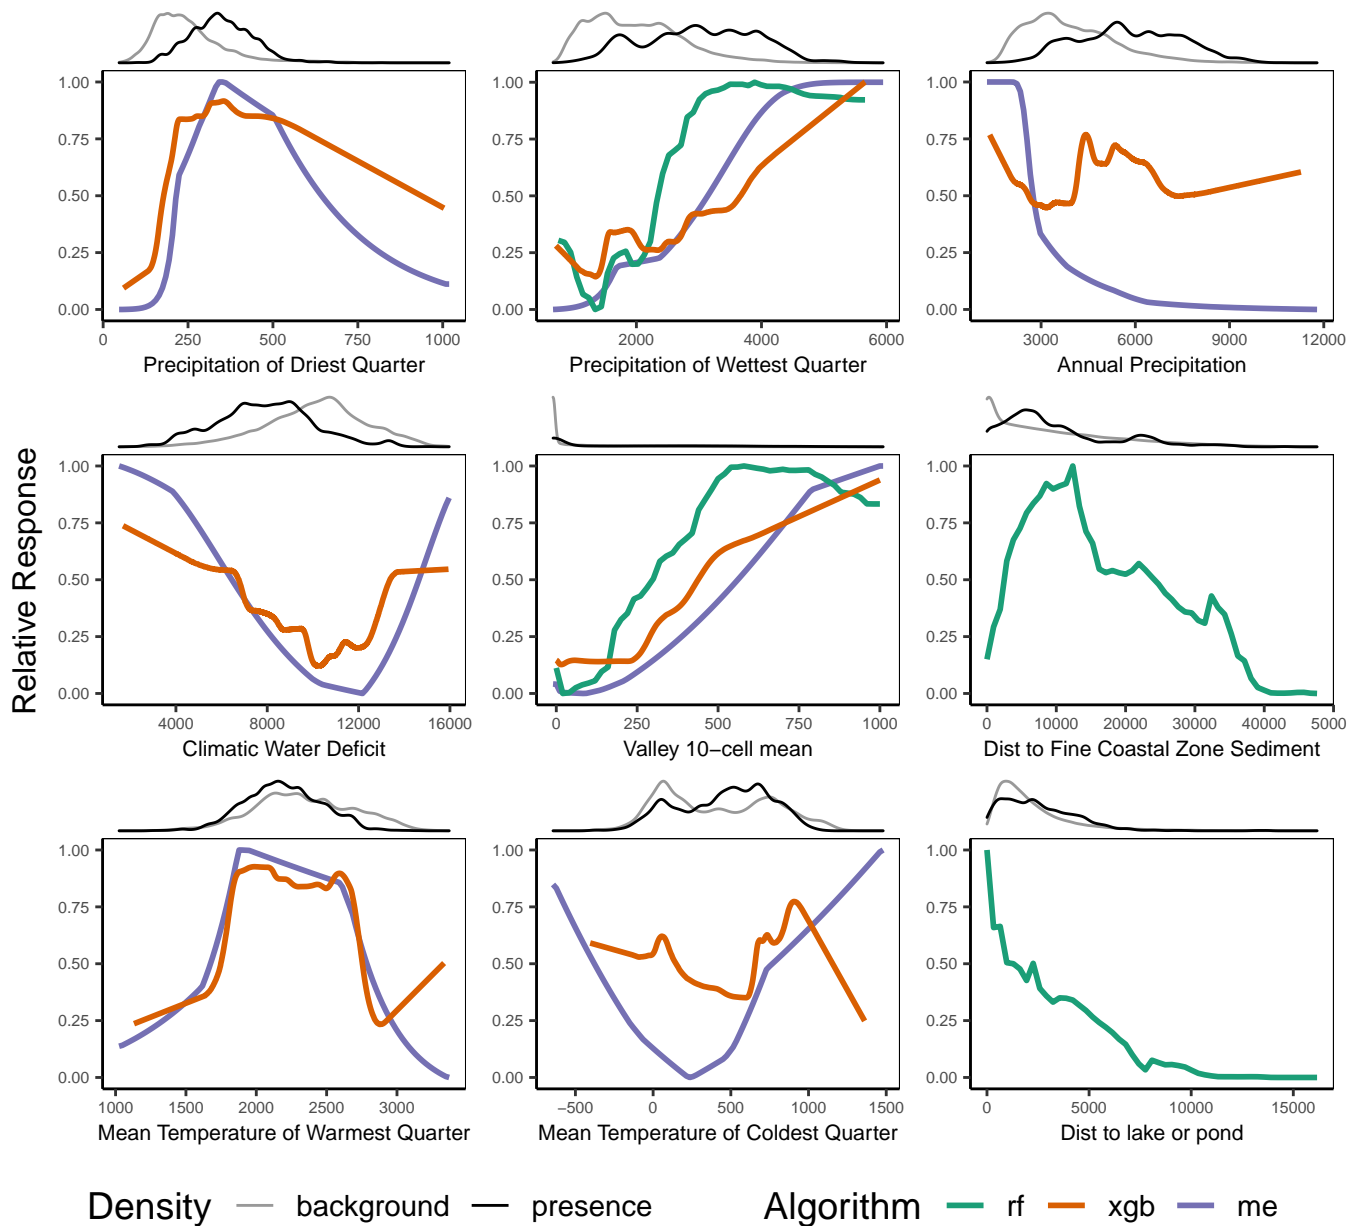 1.00
0.75
0.50
0.25
0.00
0 250 500 750 1000
Precipitation of Driest Quarter
1.00
0.75
0.50
0.25
0.00
2000 4000 6000
Precipitation of Wettest Quarter
1.00
0.75
0.50
0.25
0.00
3000 6000 9000 12000
Annual Precipitation
Relative Response
1.00
0.75
0.50
0.25
0.00
4000 8000 12000 16000
Climatic Water Deficit
1.00
0.75
0.50
0.25
0.00
0 250 500 750 1000
Valley 10−cell mean
1.00
0.75
0.50
0.25
0.00
0 10000 20000 30000 40000 50000
Dist to Fine Coastal Zone Sediment
1.00
0.75
0.50
0.25
0.00
1000 1500 2000 2500 3000
Mean Temperature of Warmest Quarter
1.00
0.75
0.50
0.25
0.00
−500 0 500 1000 1500
Mean Temperature of Coldest Quarter
1.00
0.75
0.50
0.25
0.00
0 5000 10000 15000
Dist to lake or pond
Density background presence Algorithm rf xgb me